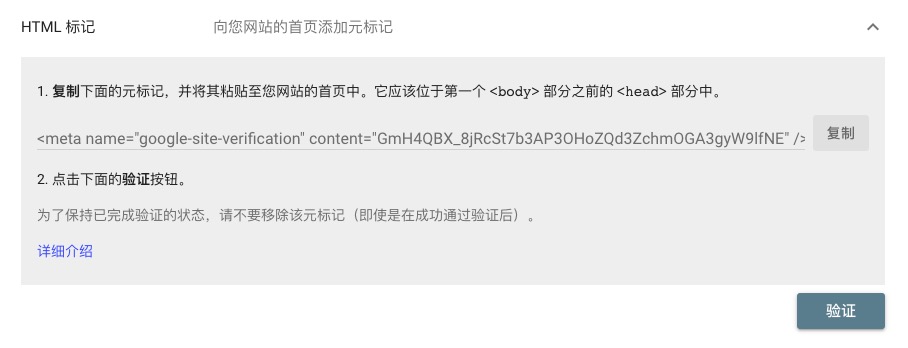 HTML 标记 向您网站的首页添加元标记
1. 复制下面的元标记，并将其粘贴至您网站的首页中。它应该位于第一个 <body> 部分之前的 <head> 部分中。
<meta name="google-site-verification" content="GmH4QBX_8jRcSt7b3AP3OHoZQd3ZchmOGA3gyW9lfNE" />
复制
2. 点击下面的验证按钮。
为了保持已完成验证的状态，请不要移除该元标记（即使是在成功通过验证后）。
详细介绍
验证